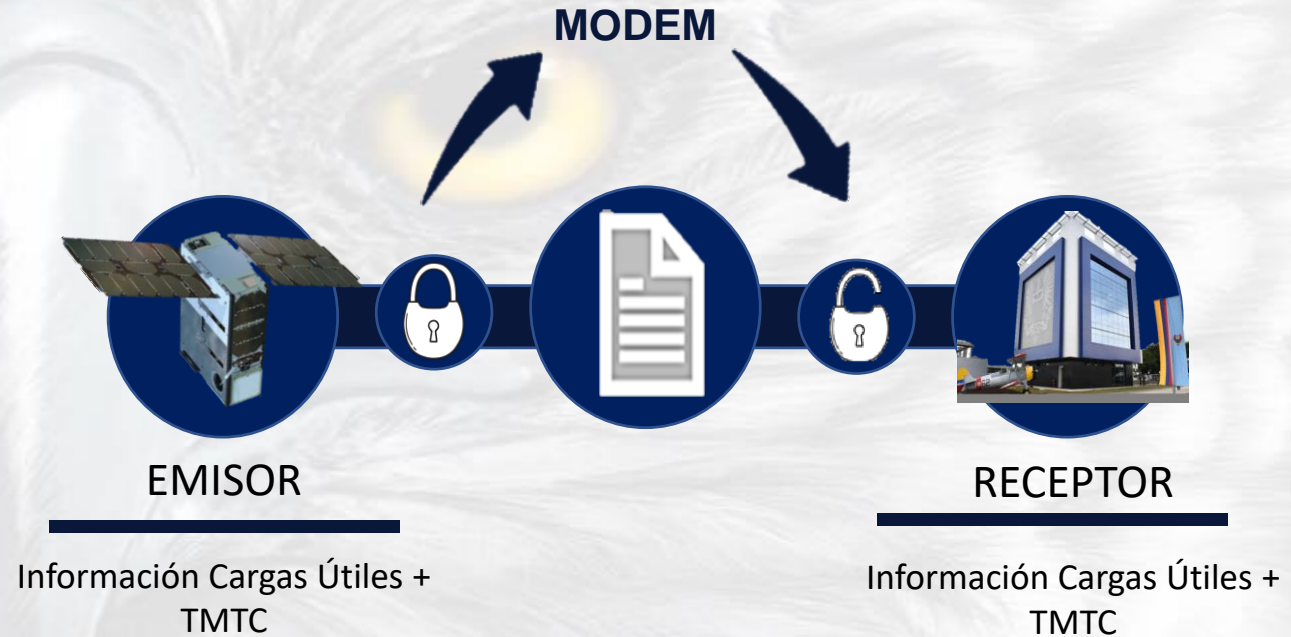 MODEM
EMISOR
RECEPTOR
Información Cargas Útiles +
TMTC
Información Cargas Útiles +
TMTC